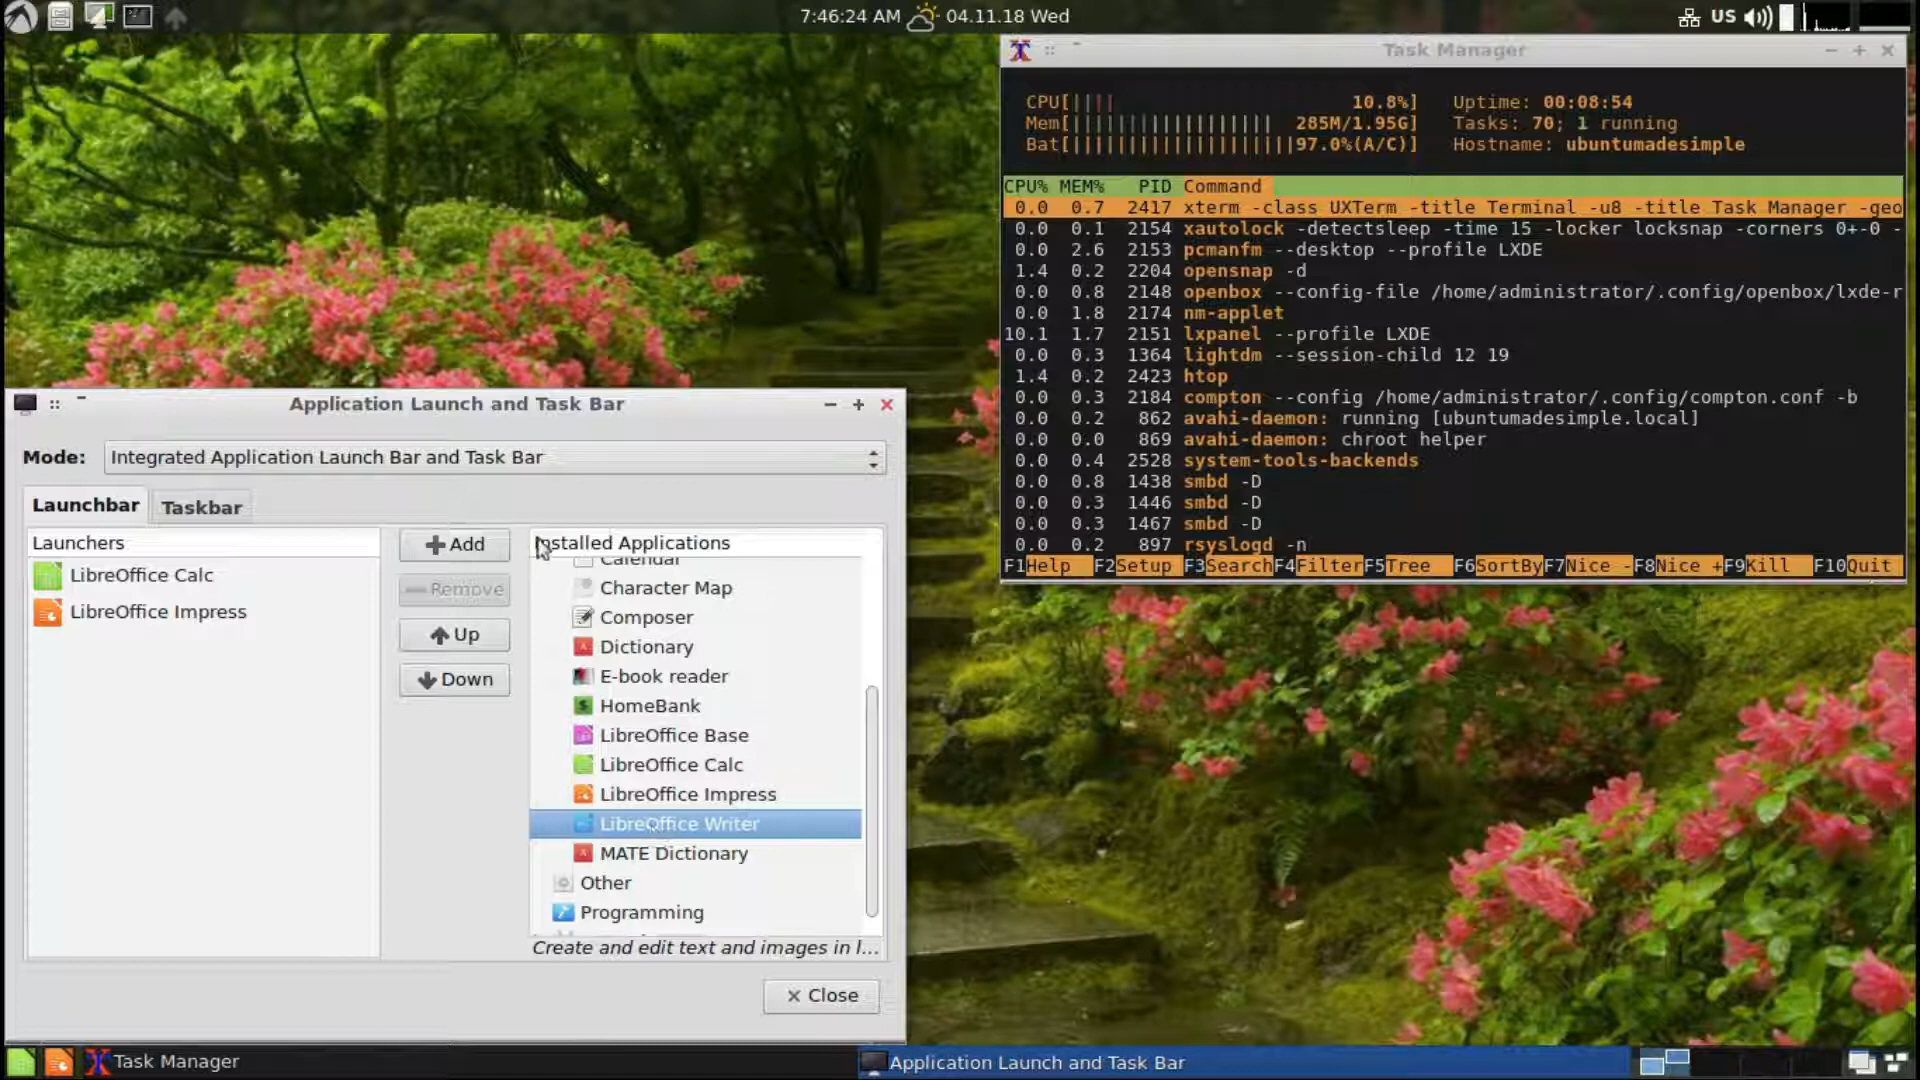 7:46:24 AM 04.11.18 Wed
US
Task Manager
CPU[|||| 10.8%] Uptime: 00:08:54
Mem[||||||||||||||||||| 285M/1.95G] Tasks: 70; 1 running
Bat[||||||||||||||||||||97.0%(A/C)] Hostname: ubuntumadesimple
CPU% MEM% PID Command
0.0 0.7 2417 xterm -class UXTerm -title Terminal -u8 -title Task Manager -geo
0.0 0.1 2154 xautolock -detectsleep -time 15 -locker locksnap -corners 0+-0 -
0.0 2.6 2153 pcmanfm --desktop --profile LXDE
1.4 0.2 2204 opensnap -d
0.0 0.8 2148 openbox --config-file /home/administrator/.config/openbox/lxde-r
0.0 1.8 2174 nm-applet
10.1 1.7 2151 lxpanel --profile LXDE
0.0 0.3 1364 lightdm --session-child 12 19
1.4 0.2 2423 htop
0.0 0.3 2184 compton --config /home/administrator/.config/compton.conf -b
0.0 0.2 862 avahi-daemon: running [ubuntumadesimple.local]
0.0 0.0 869 avahi-daemon: chroot helper
0.0 0.4 2528 system-tools-backends
0.0 0.8 1438 smbd -D
0.0 0.3 1446 smbd -D
0.0 0.3 1467 smbd -D
0.0 0.2 897 rsyslogd -n
F1Help F2Setup F3SearchF4FilterF5Tree F6SortByF7Nice -F8Nice +F9Kill F10Quit
Application Launch and Task Bar
Mode: Integrated Application Launch Bar and Task Bar
Launchbar Taskbar
Launchers
LibreOffice Calc
LibreOffice Impress
Add
Remove
Up
Down
Installed Applications
Calendar
Character Map
Composer
Dictionary
E-book reader
HomeBank
LibreOffice Base
LibreOffice Calc
LibreOffice Impress
LibreOffice Writer
MATE Dictionary
Other
Programming
Create and edit text and images in l...
Close
Task Manager Application Launch and Task Bar